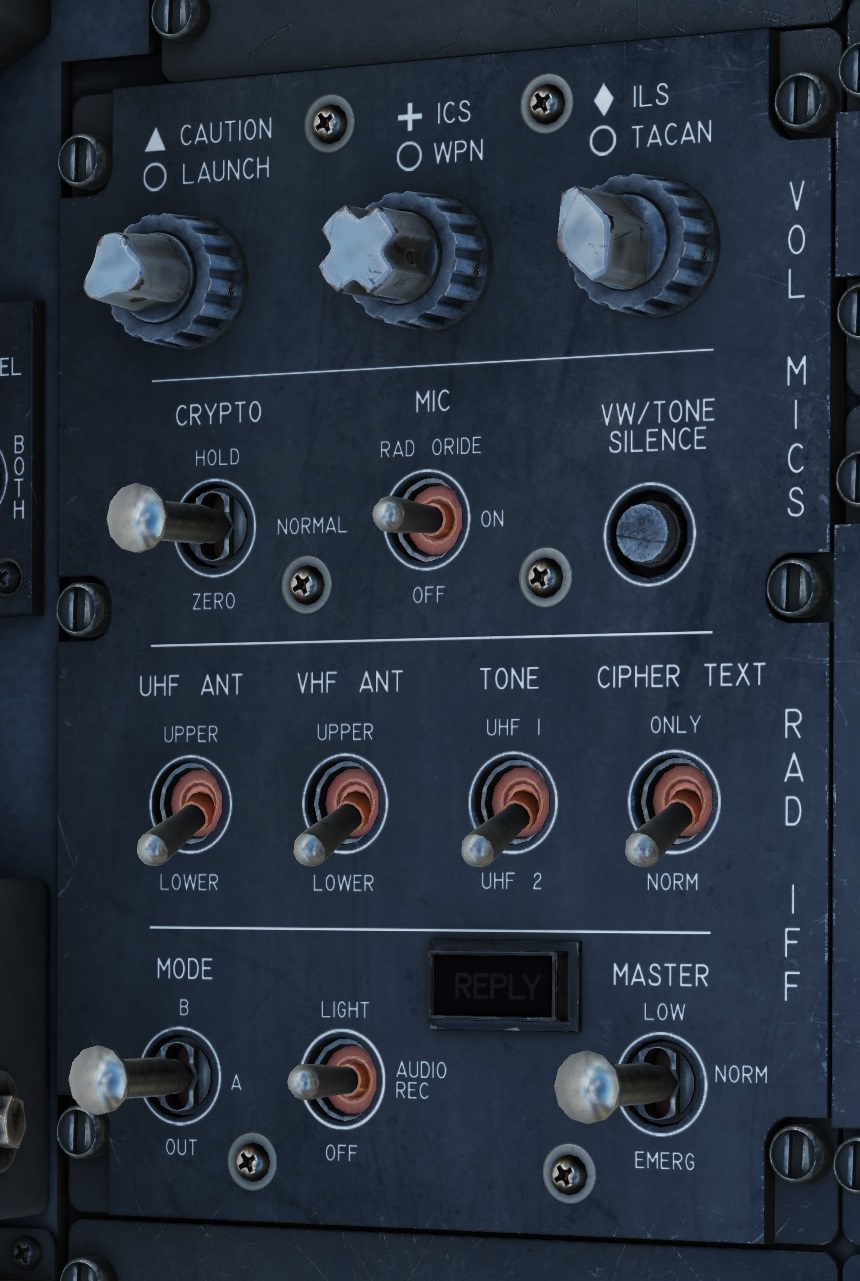 CAUTION
LAUNCH
ICS
WPN
ILS
TACAN
VOL MICS
EL
BOTH
CRYPTO
HOLD
NORMAL
ZERO
MIC
RAD ORIDE
ON
OFF
VW/TONE
SILENCE
UHF ANT
UPPER
LOWER
VHF ANT
UPPER
LOWER
TONE
UHF 1
UHF 2
CIPHER TEXT
ONLY
NORM
RAD IFF
MODE
B
A
OUT
LIGHT
AUDIO
REC
OFF
REPLY
MASTER
LOW
NORM
EMERG